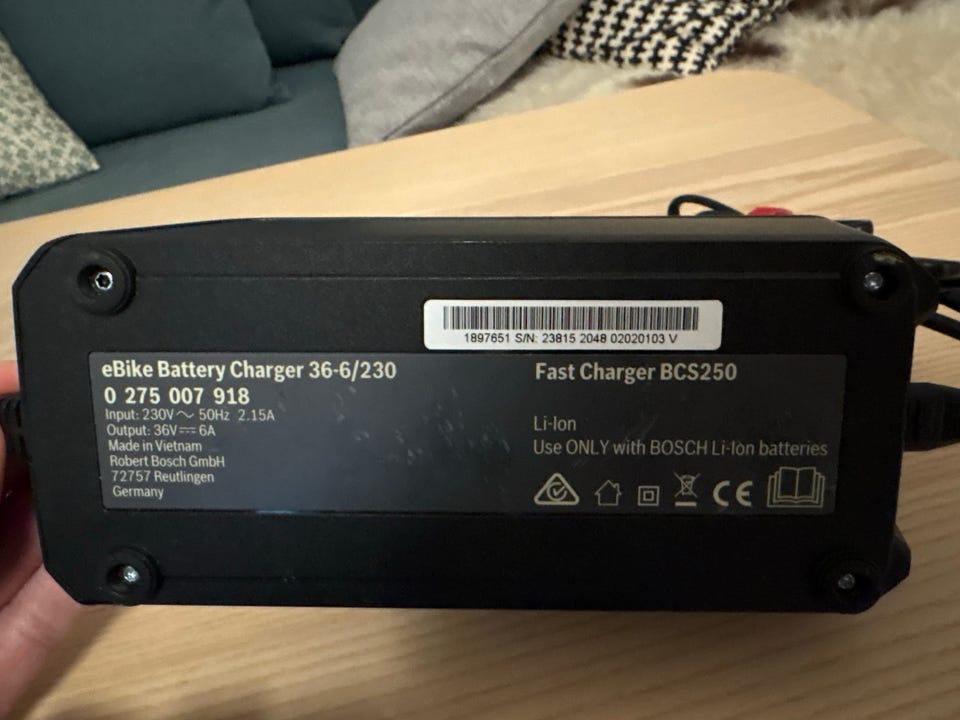 1897651 S/N: 23815 2048 02020103 V
eBike Battery Charger 36-6/230
0 275 007 918
Input: 230V ~ 50Hz 2.15A
Output: 36V ⎓ 6A
Made in Vietnam
Robert Bosch GmbH
72757 Reutlingen
Germany
Fast Charger BCS250
Li-Ion
Use ONLY with BOSCH Li-Ion batteries
CE